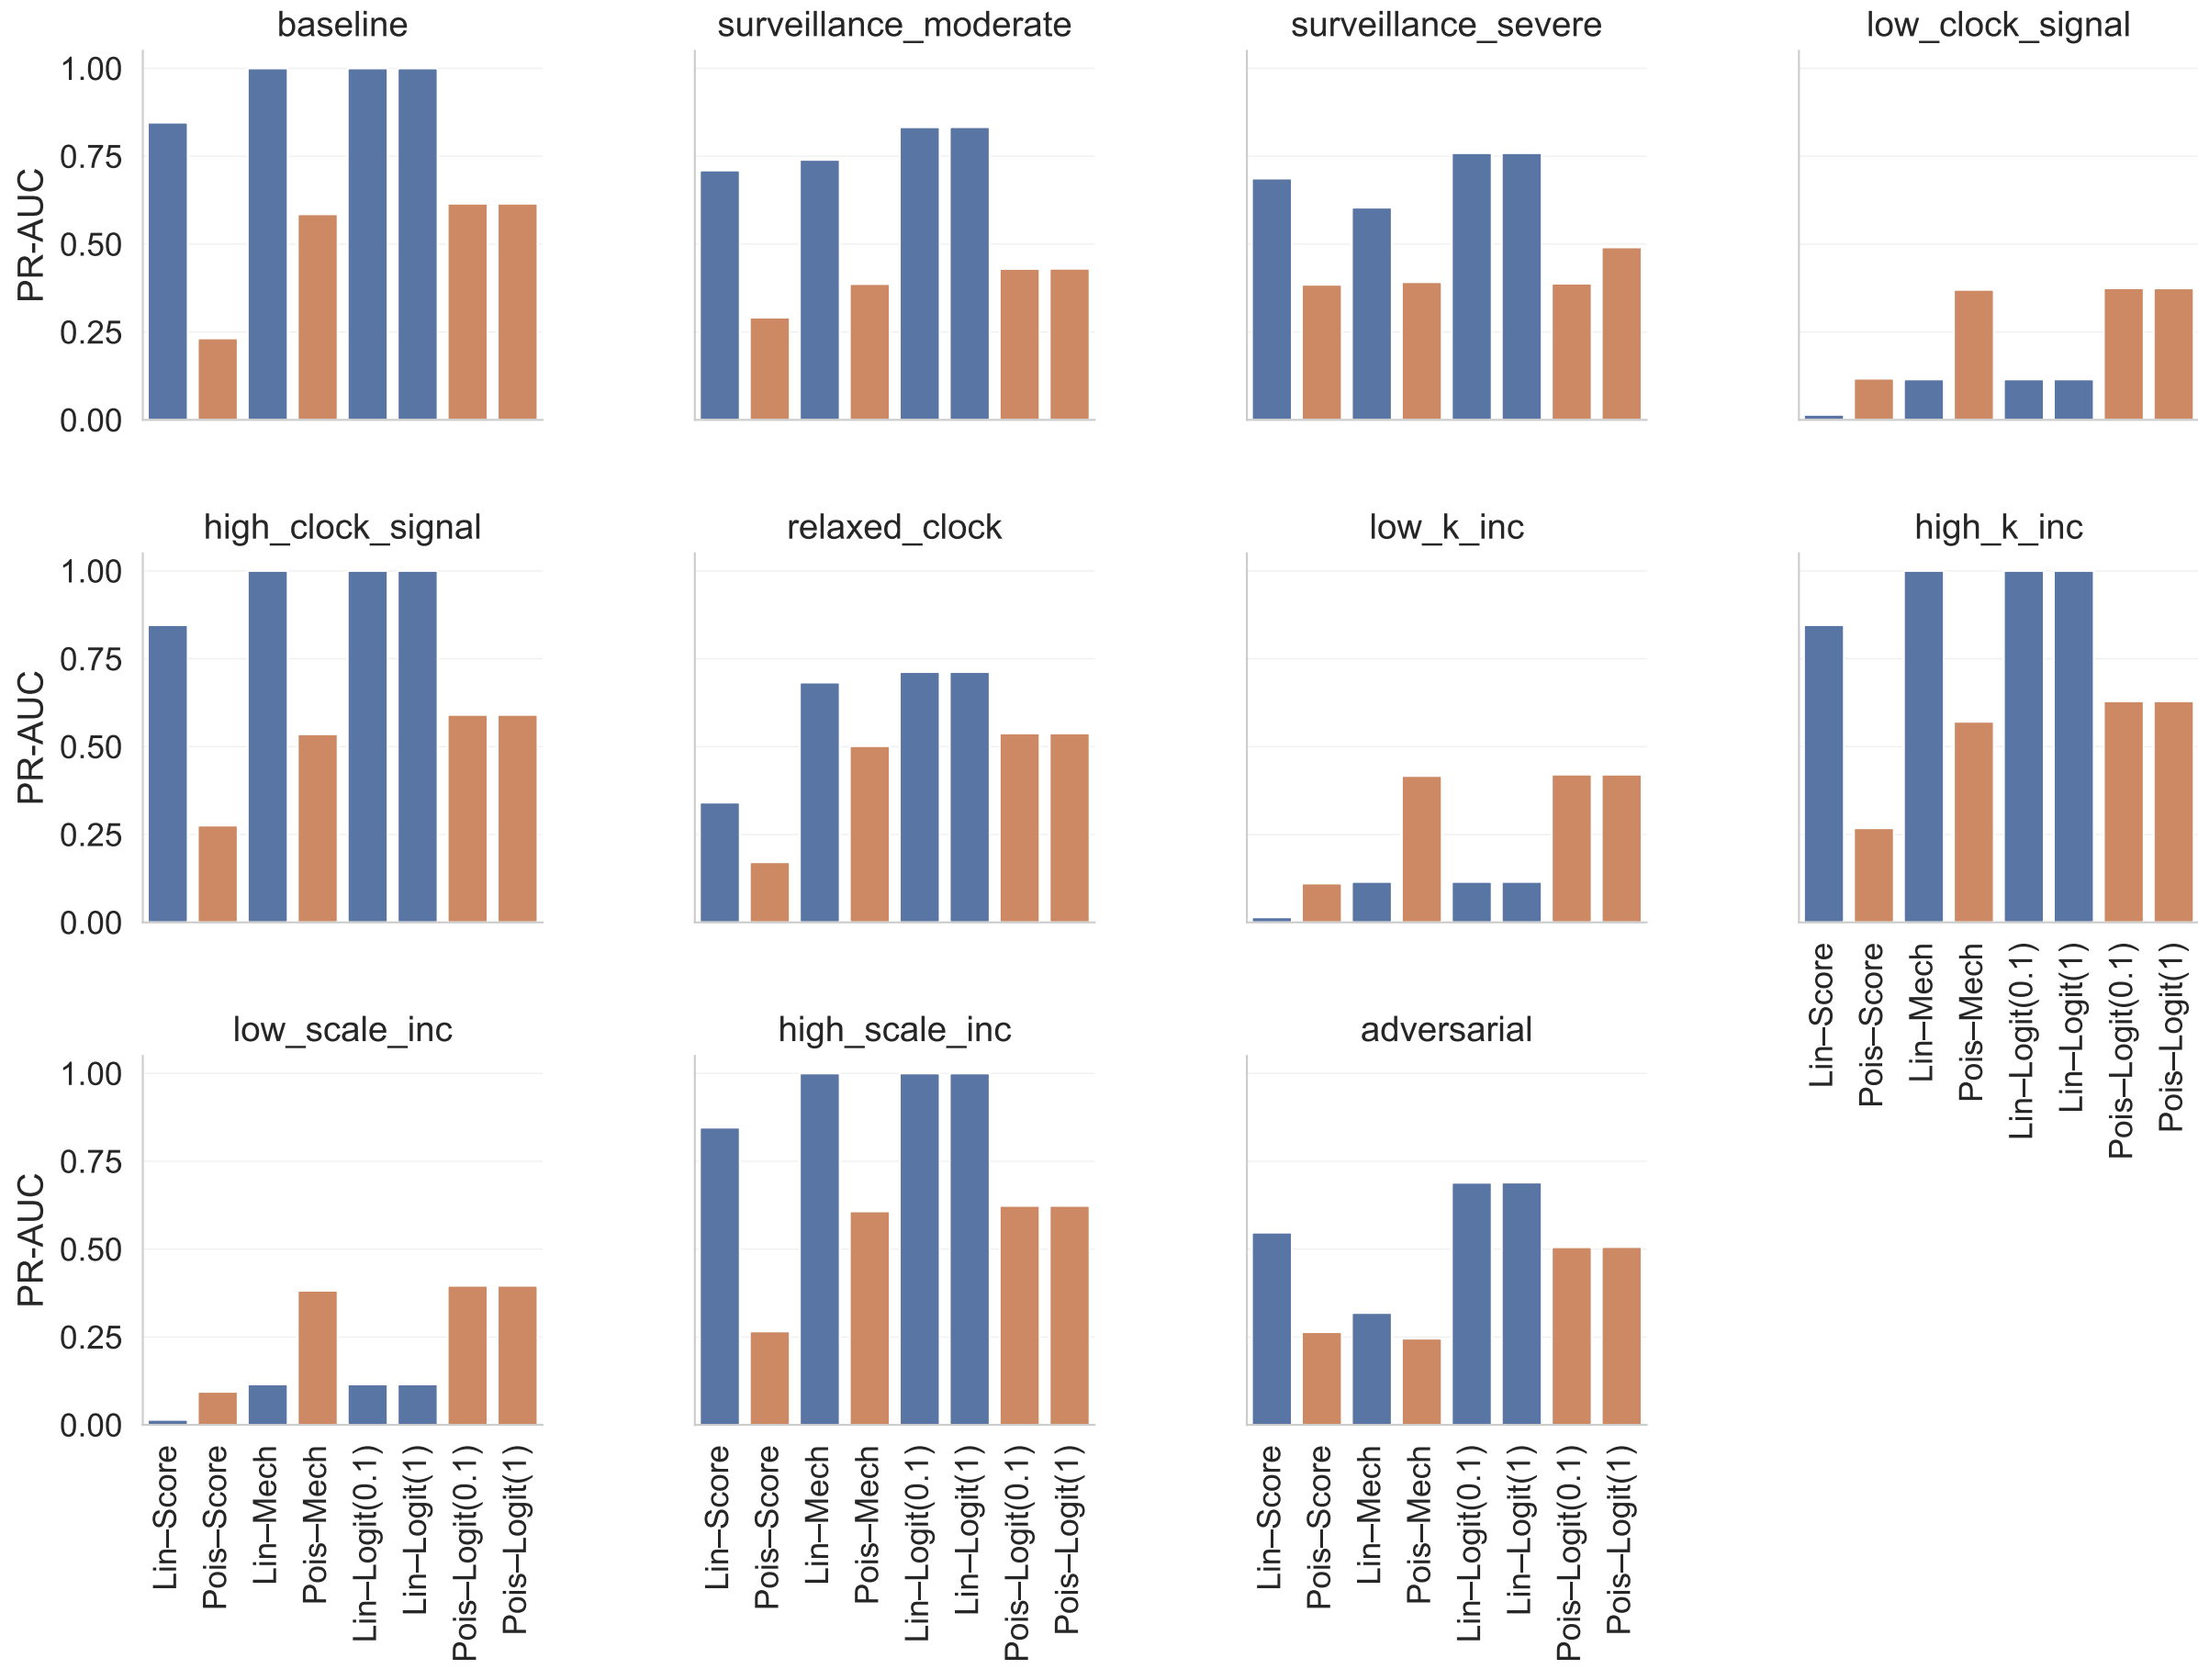 baseline
surveillance_moderate
surveillance_severe
low_clock_signal
PR-AUC
1.00
0.75
0.50
0.25
0.00
high_clock_signal
relaxed_clock
low_k_inc
high_k_inc
PR-AUC
1.00
0.75
0.50
0.25
0.00
Lin–Score
Pois–Score
Lin–Mech
Pois–Mech
Lin–Logit(0.1)
Lin–Logit(1)
Pois–Logit(0.1)
Pois–Logit(1)
low_scale_inc
high_scale_inc
adversarial
PR-AUC
1.00
0.75
0.50
0.25
0.00
Lin–Score
Pois–Score
Lin–Mech
Pois–Mech
Lin–Logit(0.1)
Lin–Logit(1)
Pois–Logit(0.1)
Pois–Logit(1)
Lin–Score
Pois–Score
Lin–Mech
Pois–Mech
Lin–Logit(0.1)
Lin–Logit(1)
Pois–Logit(0.1)
Pois–Logit(1)
Lin–Score
Pois–Score
Lin–Mech
Pois–Mech
Lin–Logit(0.1)
Lin–Logit(1)
Pois–Logit(0.1)
Pois–Logit(1)